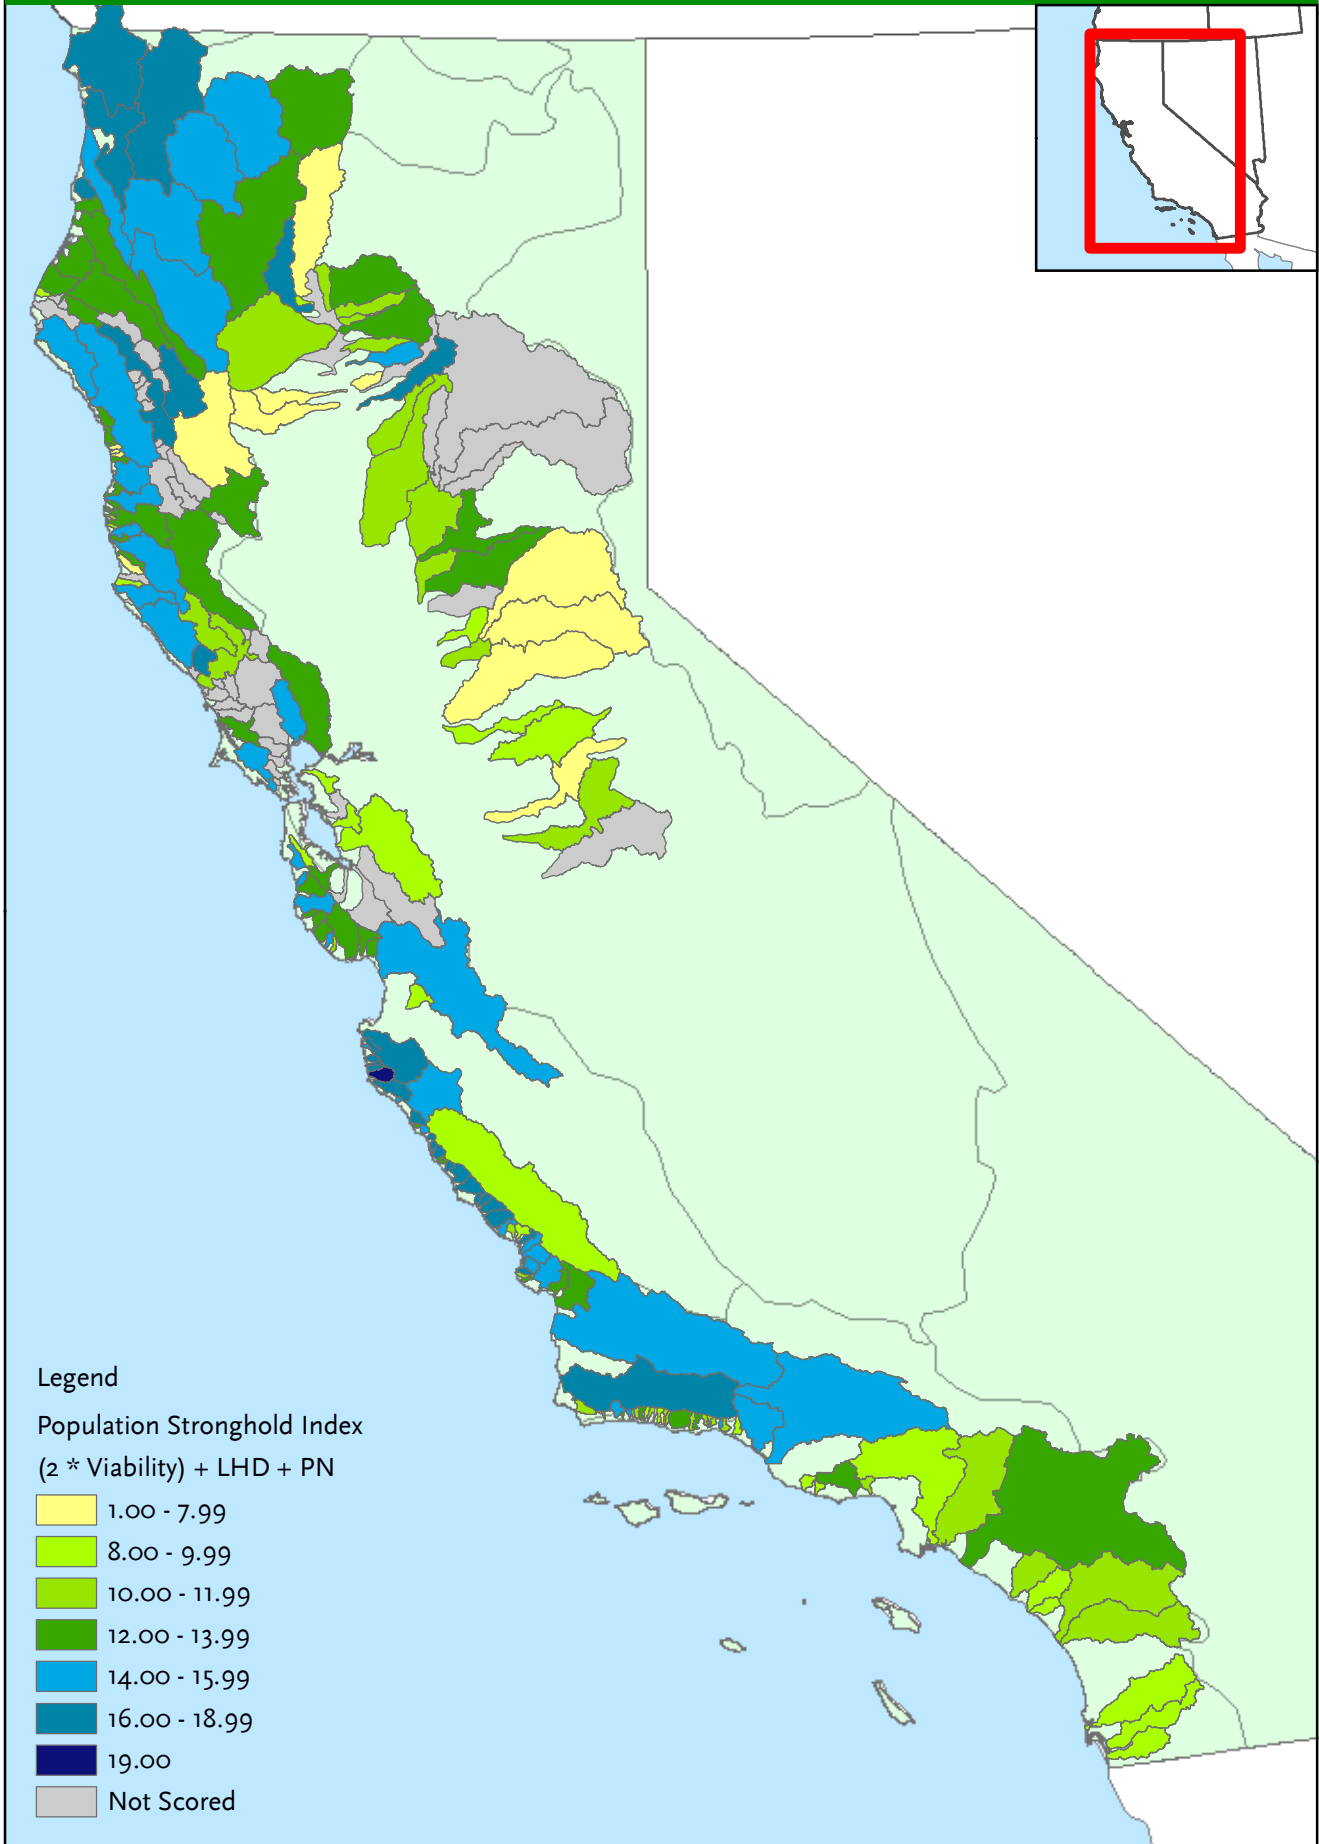 Legend
Population Stronghold Index
(2 * Viability) + LHD + PN
1.00 - 7.99
8.00 - 9.99
10.00 - 11.99
12.00 - 13.99
14.00 - 15.99
16.00 - 18.99
19.00
Not Scored